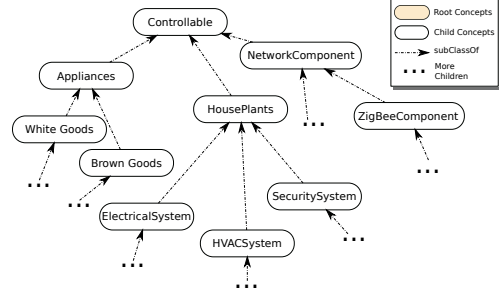 Controllable
Root Concepts
Child Concepts
subClassOf
More
Children
NetworkComponent
Appliances
HousePlants
ZigBeeComponent
White Goods
Brown Goods
SecuritySystem
ElectricalSystem
HVACSystem